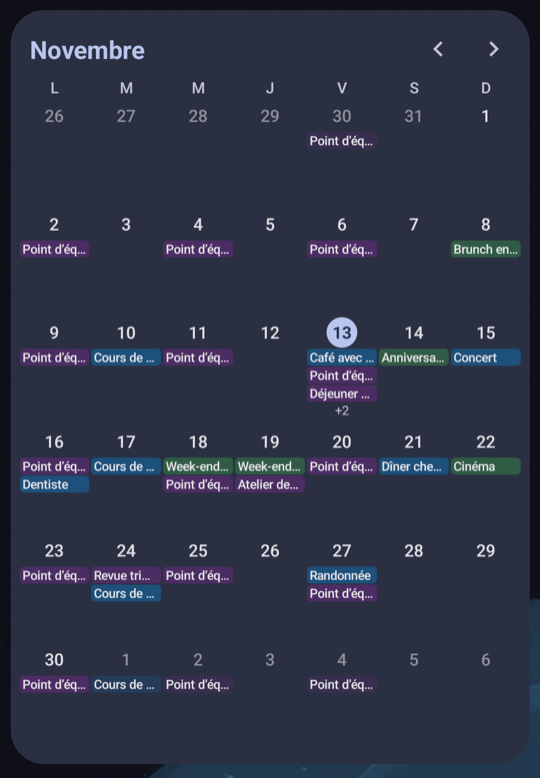 Novembre
L M M J V S D
26 27 28 29 30 31 1
Point d’éq...
2 3 4 5 6 7 8
Point d’éq... Point d’éq... Point d’éq... Brunch en...
9 10 11 12 13 14 15
Point d’éq... Cours de ... Point d’éq... Café avec ... Anniversa... Concert
Point d’éq...
Déjeuner ...
+2
16 17 18 19 20 21 22
Point d’éq... Cours de ... Week-end... Week-end... Point d’éq... Dîner che... Cinéma
Dentiste Point d’éq... Atelier de...
23 24 25 26 27 28 29
Point d’éq... Revue tri... Point d’éq... Randonnée
Cours de ... Point d’éq...
30 1 2 3 4 5 6
Point d’éq... Cours de ... Point d’éq... Point d’éq...